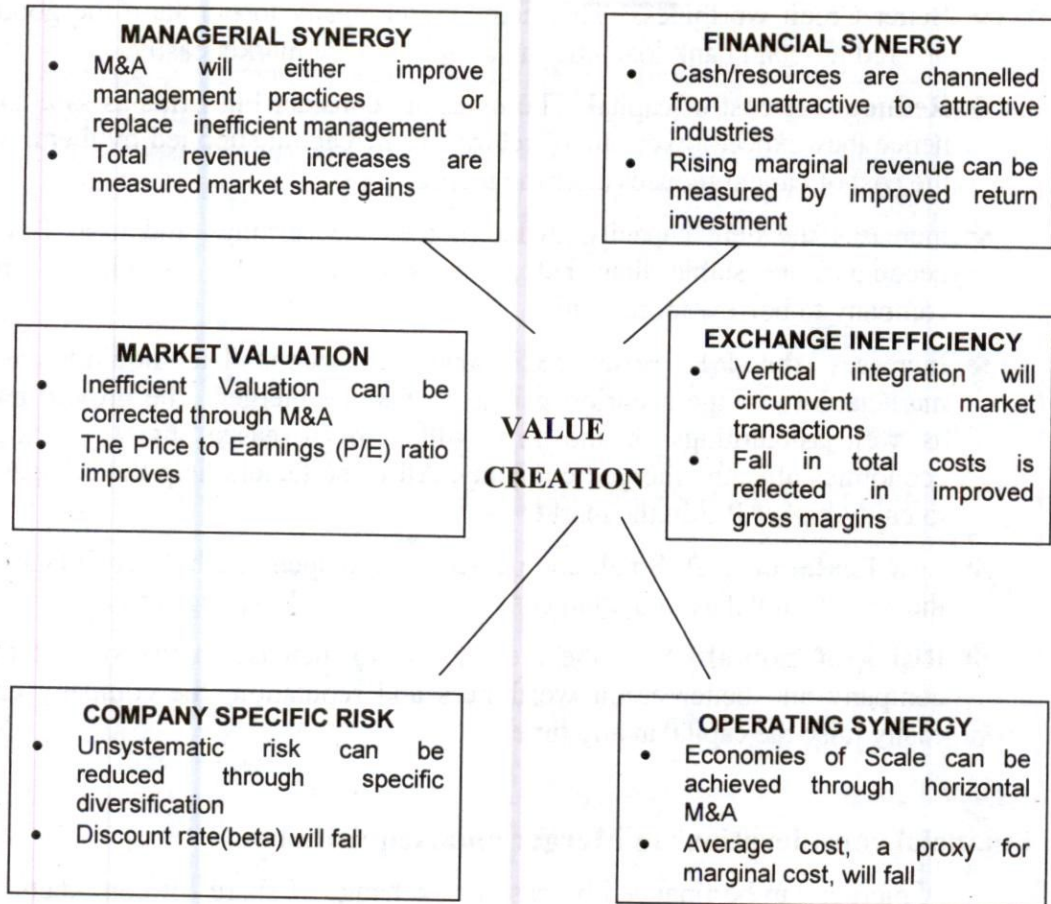 MANAGERIAL SYNERGY
• M&A will either improve
management practices or
replace inefficient management
• Total revenue increases are
measured market share gains
FINANCIAL SYNERGY
• Cash/resources are channelled
from unattractive to attractive
industries
• Rising marginal revenue can be
measured by improved return
investment
MARKET VALUATION
• Inefficient Valuation can be
corrected through M&A
• The Price to Earnings (P/E) ratio
improves
VALUE
CREATION
EXCHANGE INEFFICIENCY
• Vertical integration will
circumvent market
transactions
• Fall in total costs is
reflected in improved
gross margins
COMPANY SPECIFIC RISK
• Unsystematic risk can be
reduced through specific
diversification
• Discount rate(beta) will fall
OPERATING SYNERGY
• Economies of Scale can be
achieved through horizontal
M&A
• Average cost, a proxy for
marginal cost, will fall